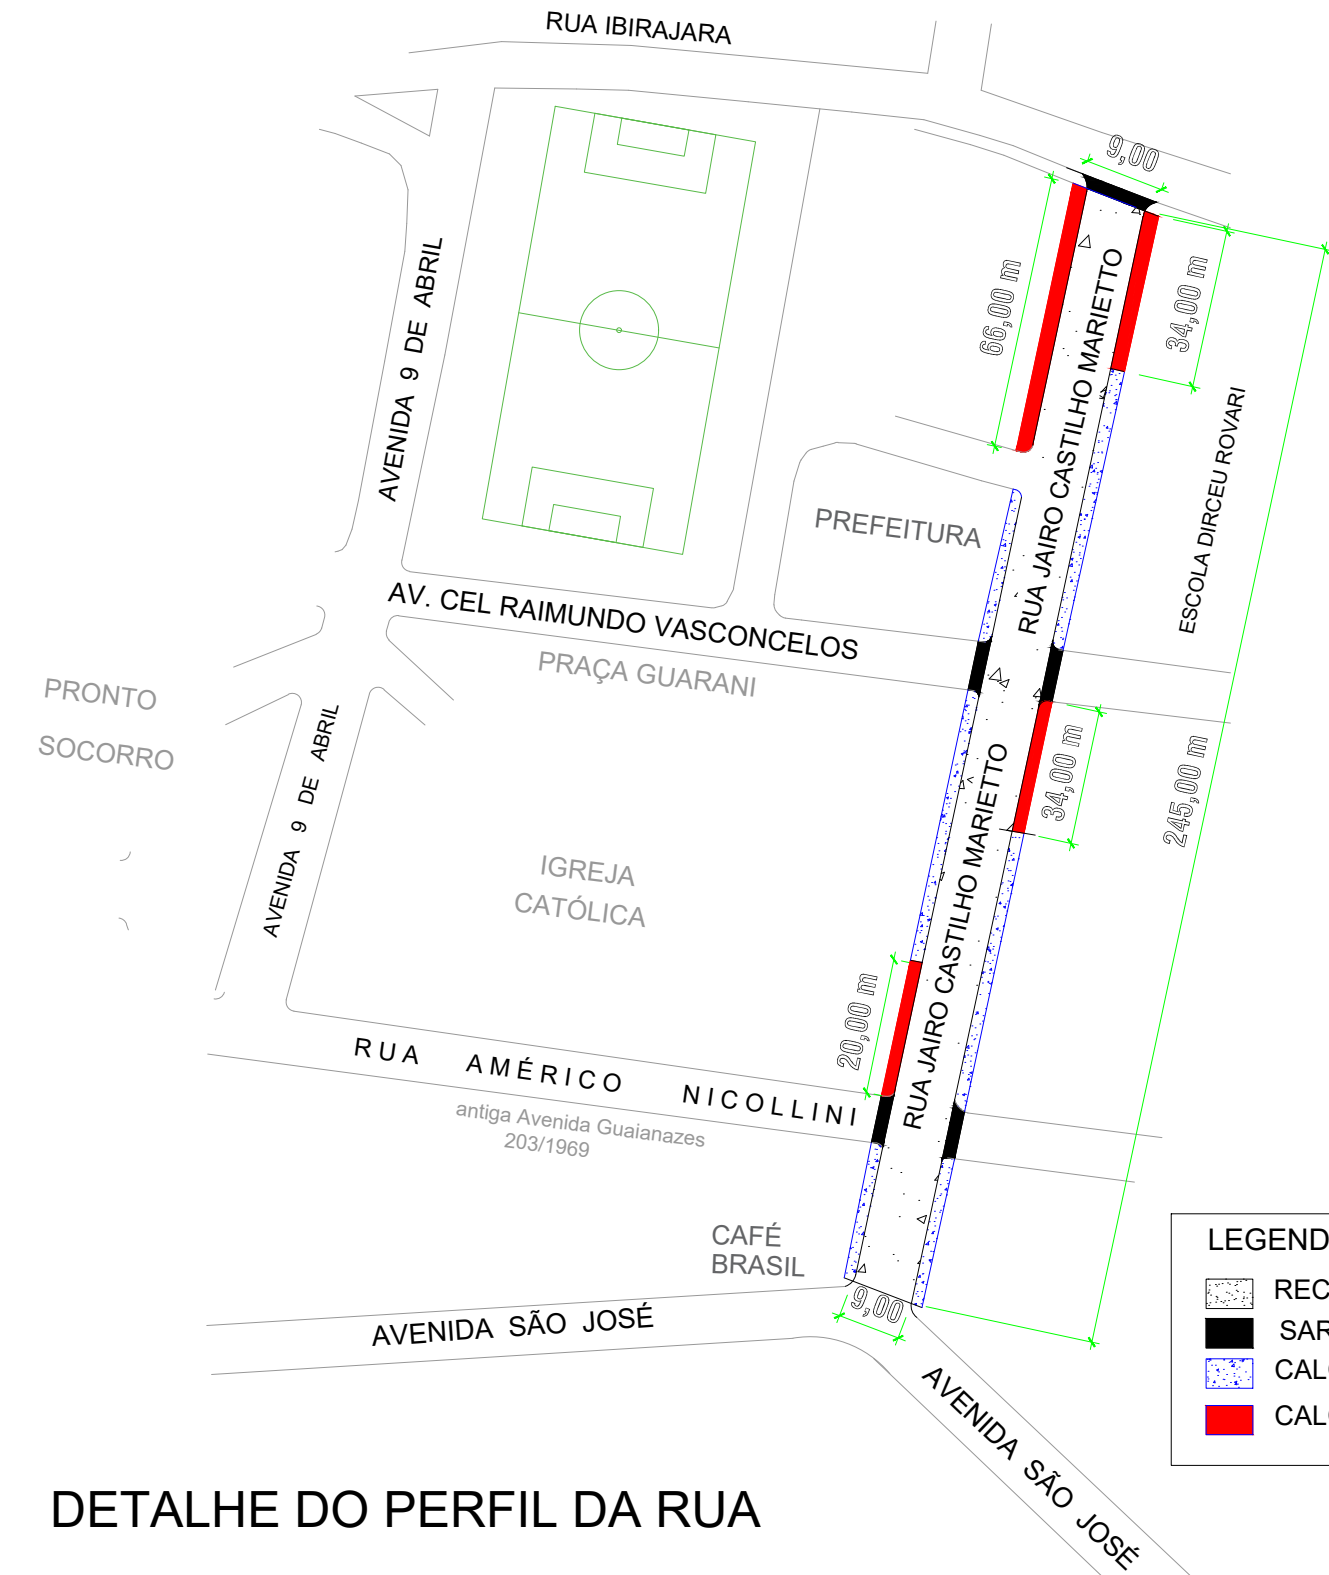 RUA IBIRAJARA
9,00
AVENIDA 9 DE ABRIL
66,00 m
RUA JAIRO CASTILHO MARIETTO
34,00 m
ESCOLA DIRCEU ROVARI
PREFEITURA
AV. CEL RAIMUNDO VASCONCELOS
PRAÇA GUARANI
PRONTO
SOCORRO
AVENIDA 9 DE ABRIL
34,00 m
245,00 m
RUA JAIRO CASTILHO MARIETTO
IGREJA
CATÓLICA
20,00 m
RUA AMÉRICO NICOLLINI
antiga Avenida Guaianazes
203/1969
CAFÉ
BRASIL
9,00
AVENIDA SÃO JOSÉ
AVENIDA SÃO JOSÉ
LEGEND
REC
SAR
DETALHE DO PERFIL DA RUA